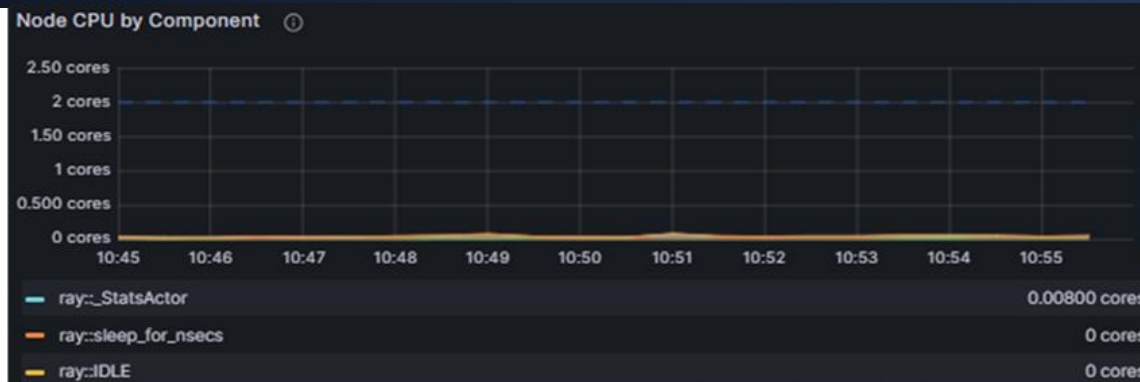 Node CPU by Component
2.50 cores
2 cores
1.50 cores
1 cores
0.500 cores
0 cores
10:45 10:46 10:47 10:48 10:49 10:50 10:51 10:52 10:53 10:54 10:55
ray::_StatsActor 0.00800 cores
ray::sleep_for_nsecs 0 cores
ray::IDLE 0 cores